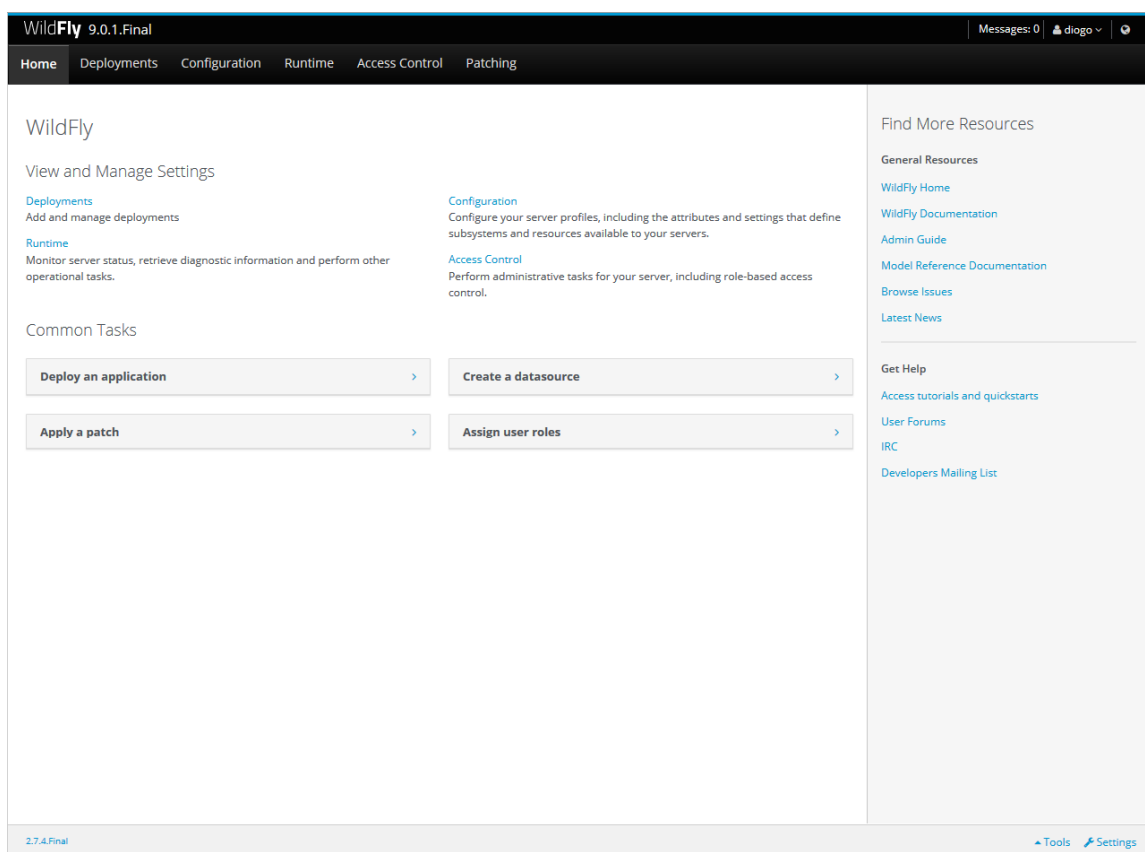 WildFly 9.0.1.Final
Messages: 0 diogo
Home Deployments Configuration Runtime Access Control Patching
WildFly
View and Manage Settings
Deployments
Add and manage deployments
Runtime
Monitor server status, retrieve diagnostic information and perform other
operational tasks.
Configuration
Configure your server profiles, including the attributes and settings that define
subsystems and resources available to your servers.
Access Control
Perform administrative tasks for your server, including role-based access
control.
Common Tasks
Deploy an application
Create a datasource
Apply a patch
Assign user roles
Find More Resources
General Resources
WildFly Home
WildFly Documentation
Admin Guide
Model Reference Documentation
Browse Issues
Latest News
Get Help
Access tutorials and quickstarts
User Forums
IRC
Developers Mailing List
2.7.4.Final
Tools Settings